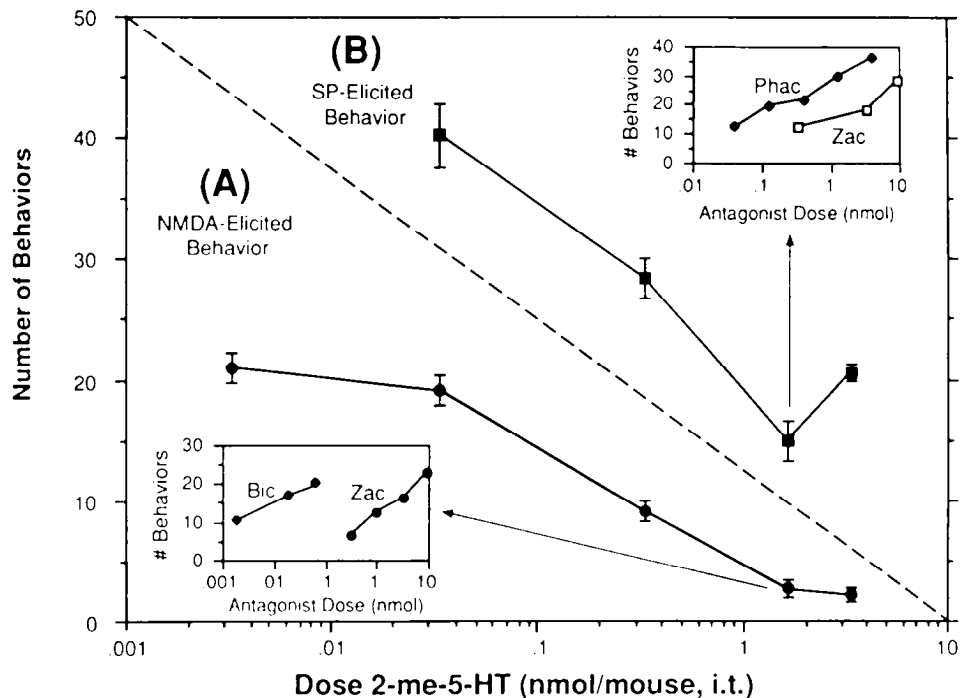 50
40
30
20
10
0
Number of Behaviors
(A)
NMDA-Elicited
Behavior
(B)
SP-Elicited
Behavior
40
30
20
10
0
# Behaviors
Phac
Zac
.01
.1
1
10
Antagonist Dose (nmol)
30
20
10
0
# Behaviors
Bic
Zac
.001
01
.1
1
10
Antagonist Dose (nmol)
.001
.01
.1
1
10
Dose 2-me-5-HT (nmol/mouse, i.t.)